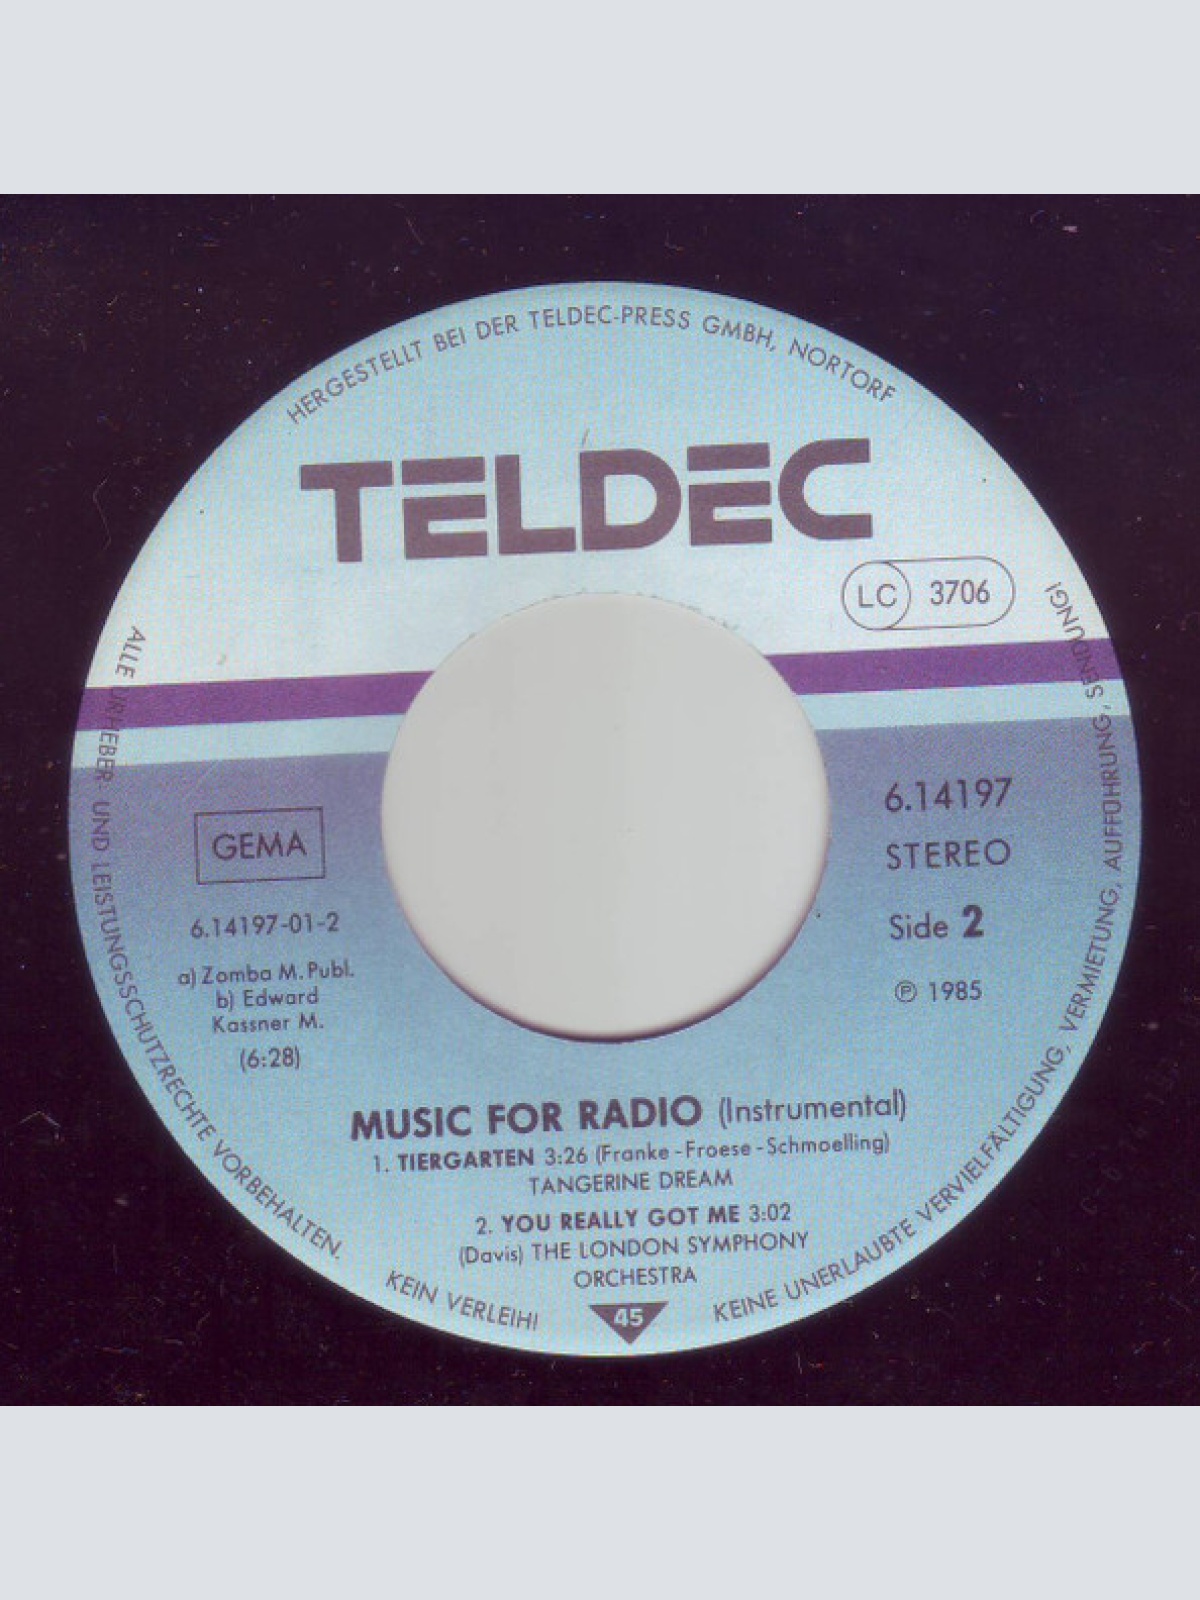 HERGESTELLT BEI DER TELDEC-PRESS GMBH, NORTORF
TELDEC
LC 3706
GEMA
6.14197-01-2
a) Zomba M. Publ.
b) Edward
Kassner M.
(6:28)
6.14197
STEREO
Side 2
℗ 1985
MUSIC FOR RADIO (Instrumental)
1. TIERGARTEN 3:26 (Franke-Froese-Schmoelling)
TANGERINE DREAM
2. YOU REALLY GOT ME 3:02
(Davis) THE LONDON SYMPHONY
ORCHESTRA
45
ALLE URHEBER- UND LEISTUNGSSCHUTZRECHTE VORBEHALTEN.
KEIN VERLEIH!
KEINE UNERLAUBTE VERVIELFÄLTIGUNG, VERMIETUNG, AUFFÜHRUNG, SENDUNG!